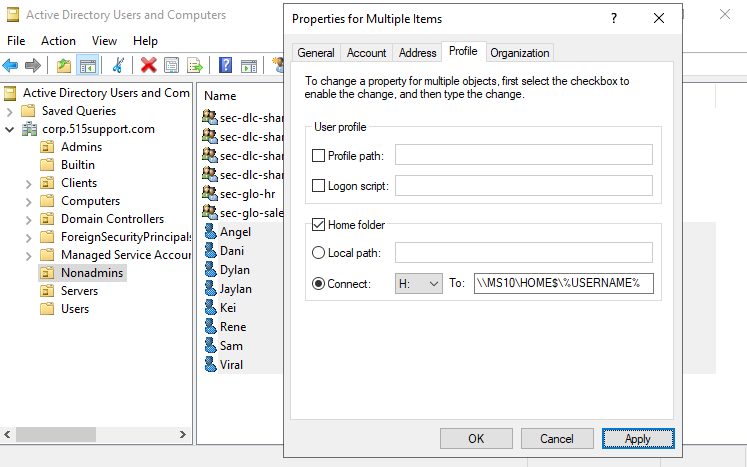 Active Directory Users and Computers
File Action View Help
Active Directory Users and Com
Saved Queries
corp.515support.com
Admins
Builtin
Clients
Computers
Domain Controllers
ForeignSecurityPrincipals
Managed Service Accour
Nonadmins
Servers
Users
Name
sec-dlc-shar
sec-dlc-shar
sec-dlc-shar
sec-dlc-shar
sec-glo-hr
sec-glo-sale
Angel
Dani
Dylan
Jaylan
Kei
Rene
Sam
Viral
Properties for Multiple Items
?
General Account Address Profile Organization
To change a property for multiple objects, first select the checkbox to
enable the change, and then type the change.
User profile
Profile path:
Logon script:
Home folder
Local path:
Connect: H: To: \\MS10\HOME$\%USERNAME%
OK Cancel Apply